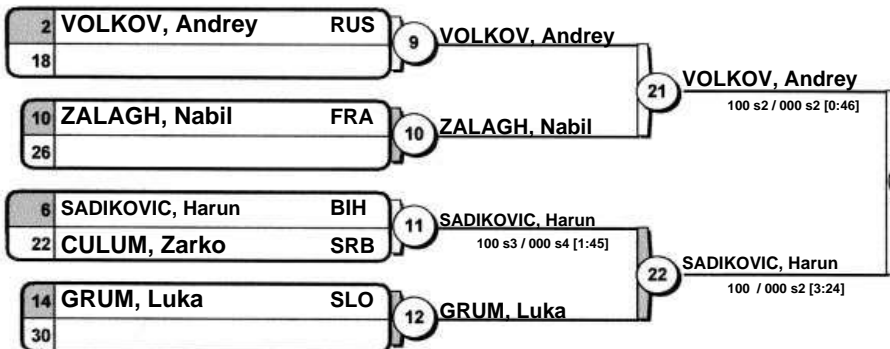 2 VOLKOV, Andrey RUS
18
9
VOLKOV, Andrey
10 ZALAGH, Nabil FRA
26
10
ZALAGH, Nabil
21
VOLKOV, Andrey
100 s2 / 000 s2 [0:46]
6 SADIKOVIC, Harun BIH
22 CULUM, Zarko SRB
11
SADIKOVIC, Harun
100 s3 / 000 s4 [1:45]
14 GRUM, Luka SLO
30
12
GRUM, Luka
22
SADIKOVIC, Harun
100 / 000 s2 [3:24]